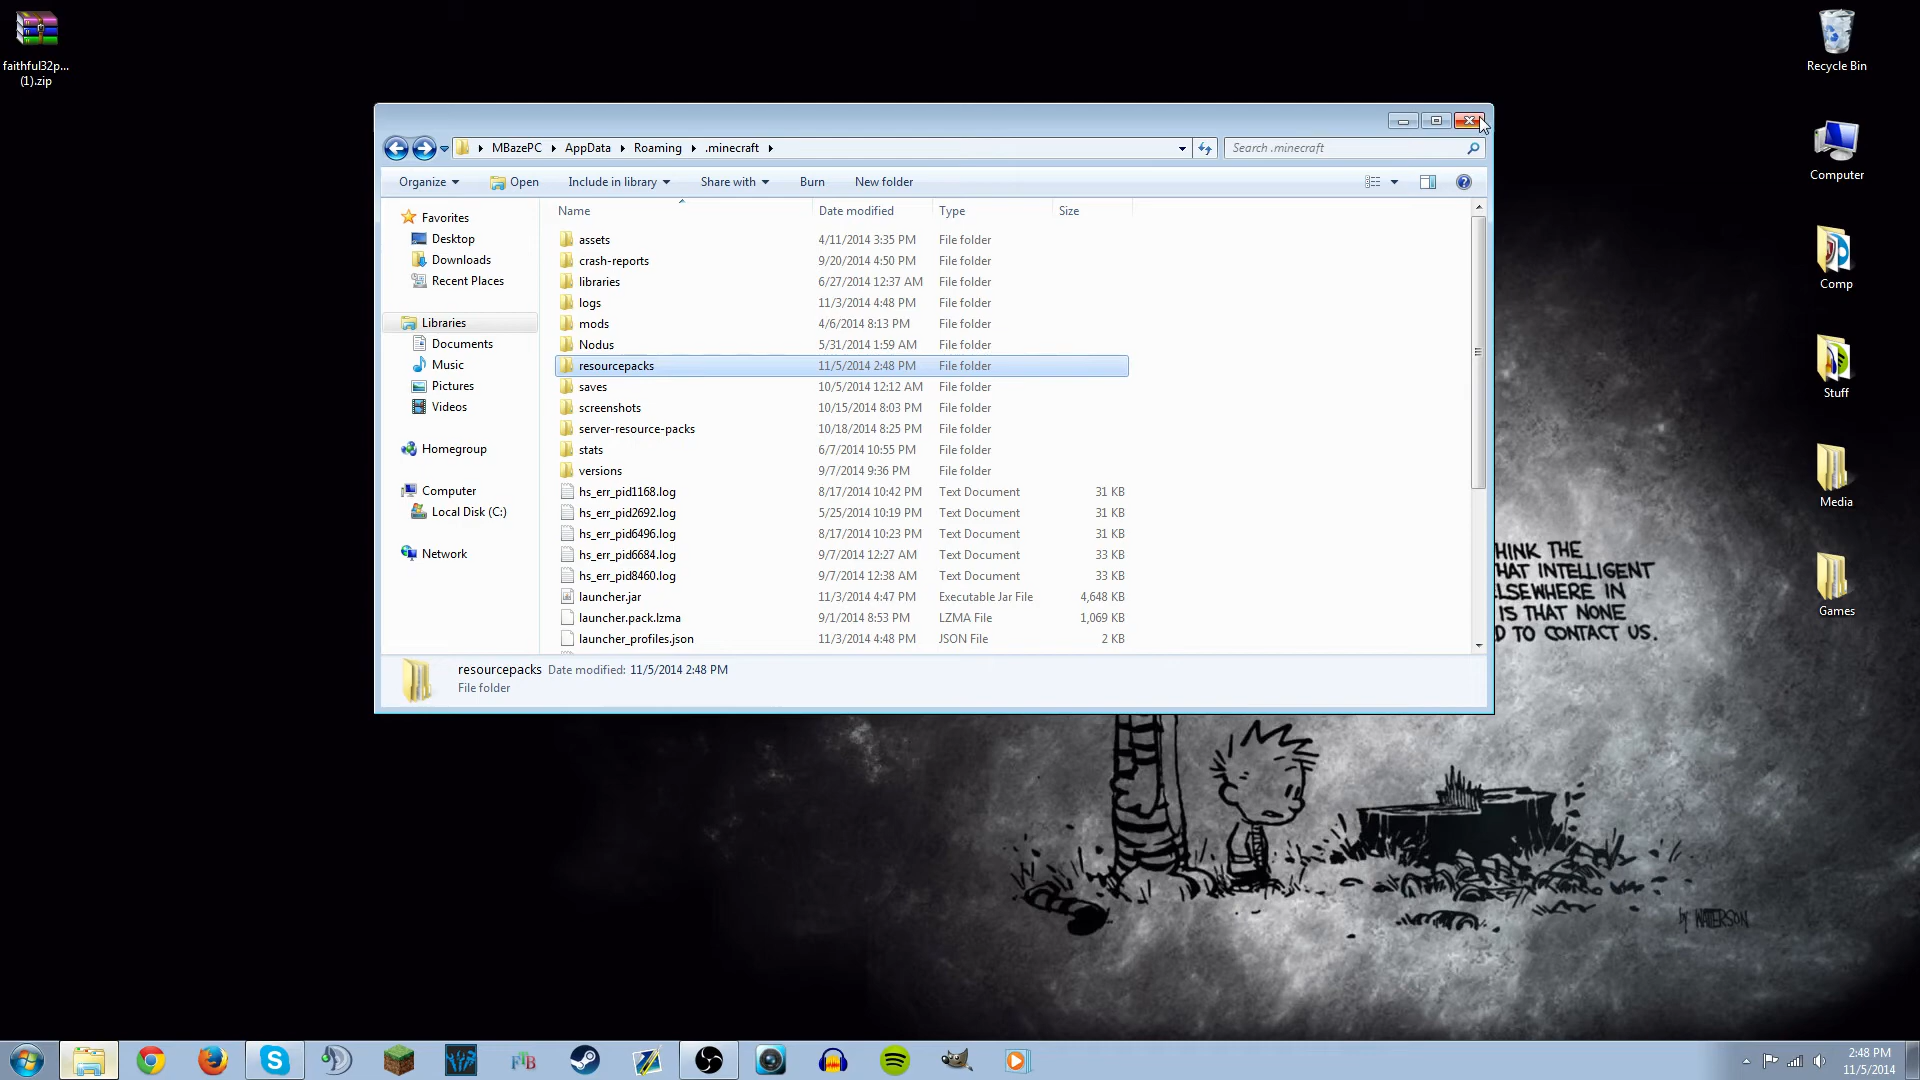 faithful32p...
(1).zip
Recycle Bin
Computer
Comp
Stuff
Media
Games
MBazePC AppData Roaming .minecraft
Search .minecraft
Organize Open Include in library Share with Burn New folder
Name Date modified Type Size
Favorites
Desktop
Downloads
Recent Places
Libraries
Documents
Music
Pictures
Videos
Homegroup
Computer
Local Disk (C:)
Network
assets 4/11/2014 3:35 PM File folder
crash-reports 9/20/2014 4:50 PM File folder
libraries 6/27/2014 12:37 AM File folder
logs 11/3/2014 4:48 PM File folder
mods 4/6/2014 8:13 PM File folder
Nodus 5/31/2014 1:59 AM File folder
resourcepacks 11/5/2014 2:48 PM File folder
saves 10/5/2014 12:12 AM File folder
screenshots 10/15/2014 8:03 PM File folder
server-resource-packs 10/18/2014 8:25 PM File folder
stats 6/7/2014 10:55 PM File folder
versions 9/7/2014 9:36 PM File folder
hs_err_pid1168.log 8/17/2014 10:42 PM Text Document 31 KB
hs_err_pid2692.log 5/25/2014 10:19 PM Text Document 31 KB
hs_err_pid6496.log 8/17/2014 10:23 PM Text Document 31 KB
hs_err_pid6684.log 9/7/2014 12:27 AM Text Document 33 KB
hs_err_pid8460.log 9/7/2014 12:38 AM Text Document 33 KB
launcher.jar 11/3/2014 4:47 PM Executable Jar File 4,648 KB
launcher.pack.lzma 9/1/2014 8:53 PM LZMA File 1,069 KB
launcher_profiles.json 11/3/2014 4:48 PM JSON File 2 KB
resourcepacks Date modified: 11/5/2014 2:48 PM
File folder
HINK THE
HAT INTELLIGENT
ELSEWHERE IN
IS THAT NONE
D TO CONTACT US.
by WATTERSON
FTB
2:48 PM
11/5/2014